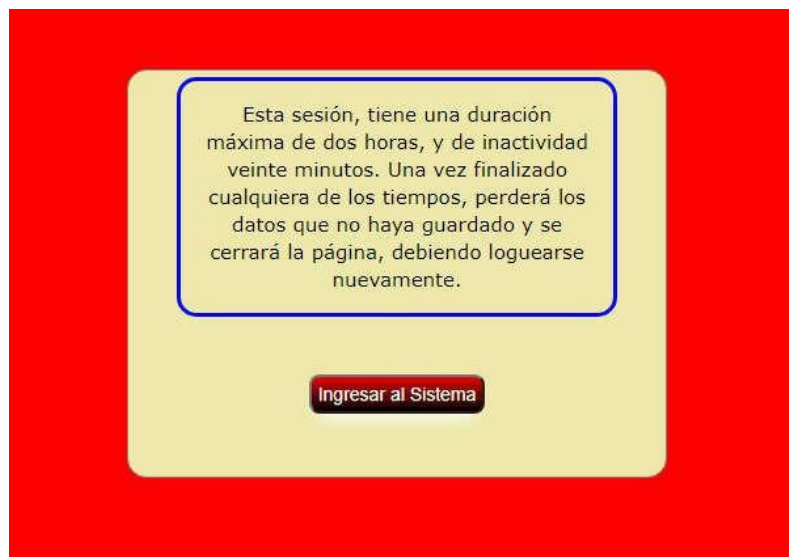 Esta sesión, tiene una duración
máxima de dos horas, y de inactividad
veinte minutos. Una vez finalizado
cualquiera de los tiempos, perderá los
datos que no haya guardado y se
cerrará la página, debiendo loguearse
nuevamente.
Ingresar al Sistema